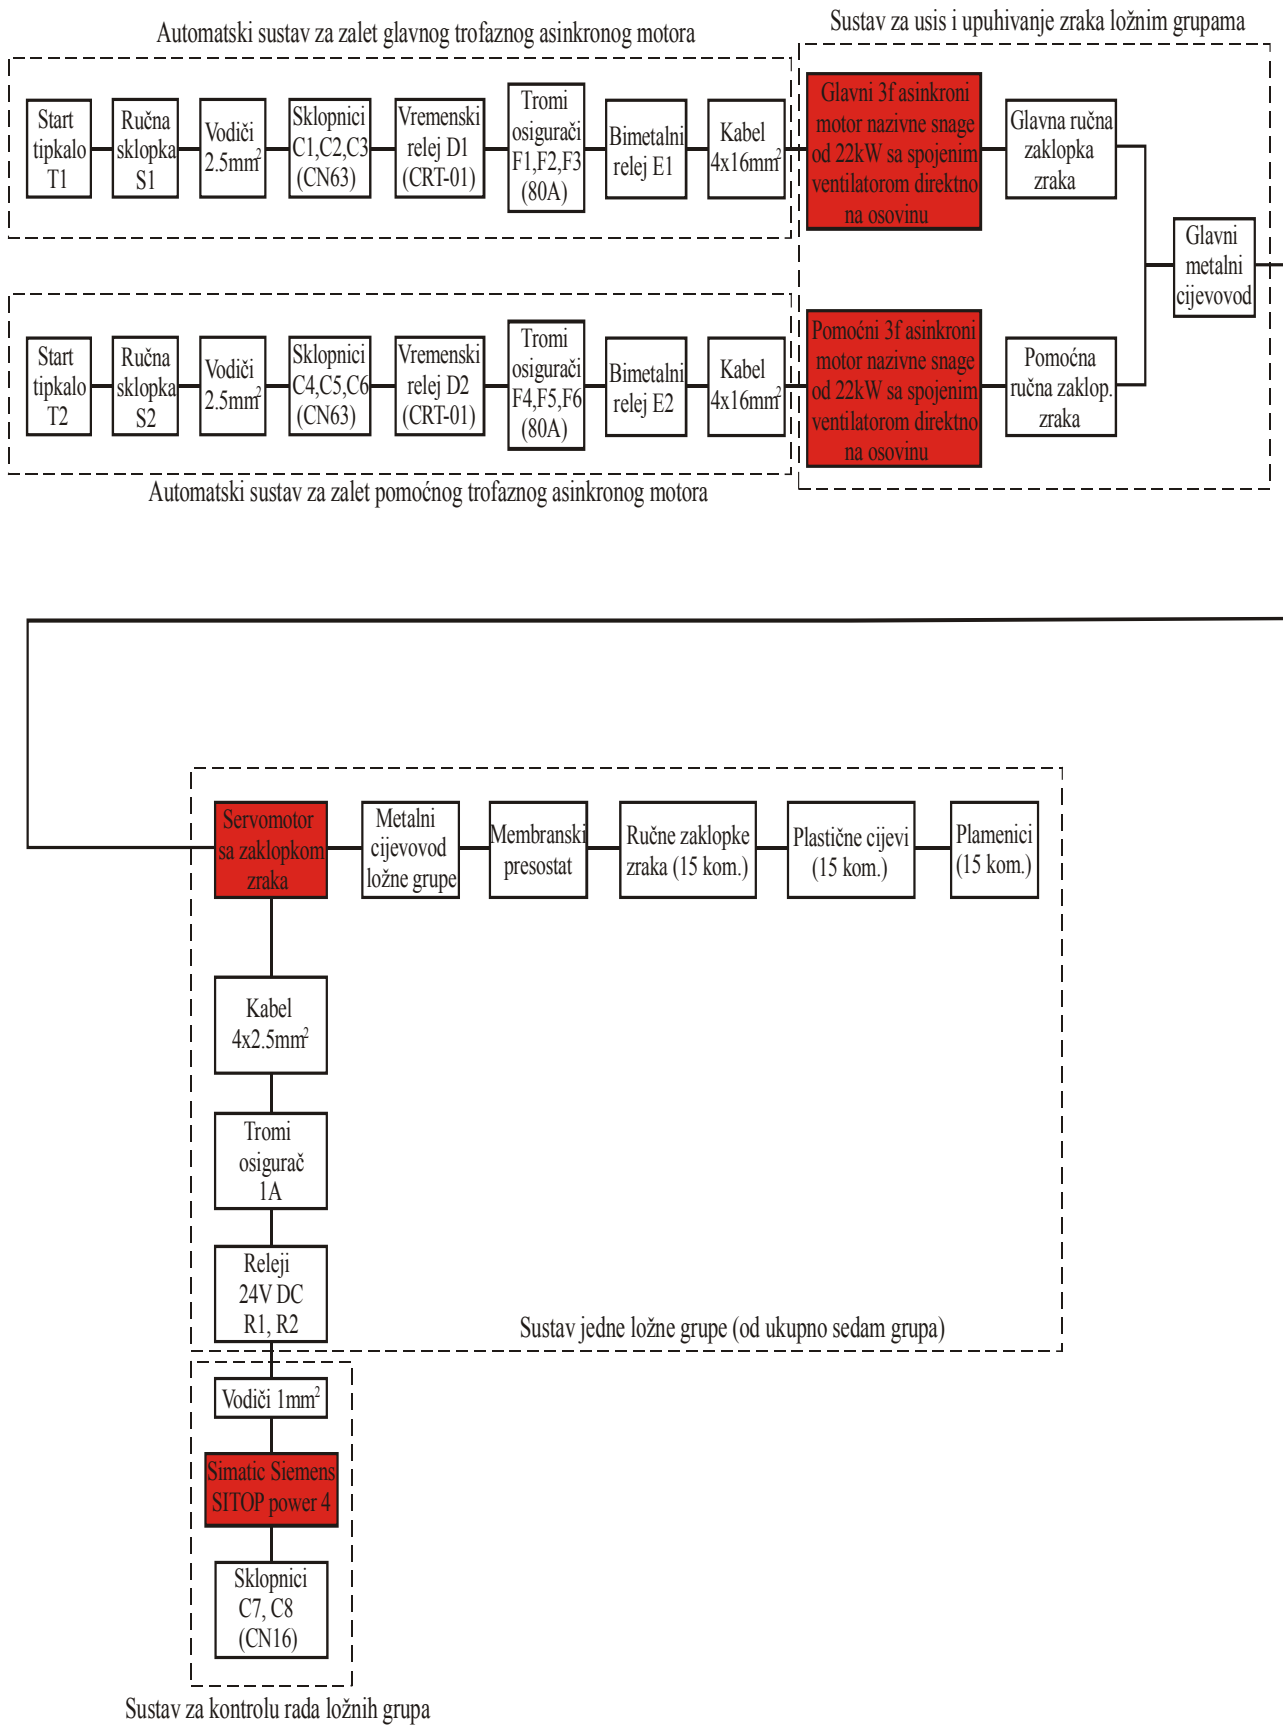 Automatski sustav za zalet glavnog trofaznog asinkronog motora
Sustav za usis i upuhivanje zraka ložnim grupama
Start
tipkalo
T1
Ručna
sklopka
S1
Vodiči
2.5mm²
Sklopnici
C1,C2,C3
(CN63)
Vremenski
relej D1
(CRT-01)
Tromi
osigurači
F1,F2,F3
(80A)
Bimetalni
relej E1
Kabel
4x16mm²
Glavni 3f asinkroni
motor nazivne snage
od 22kW sa spojenim
ventilatorom direktno
na osovinu
Glavna ručna
zaklopka
zraka
Glavni
metalni
cijevovod
Start
tipkalo
T2
Ručna
sklopka
S2
Vodiči
2.5mm²
Sklopnici
C4,C5,C6
(CN63)
Vremenski
relej D2
(CRT-01)
Tromi
osigurači
F4,F5,F6
(80A)
Bimetalni
relej E2
Kabel
4x16mm²
Pomoćni 3f asinkroni
motor nazivne snage
od 22kW sa spojenim
ventilatorom direktno
na osovinu
Pomoćna
ručna zaklop.
zraka
Automatski sustav za zalet pomoćnog trofaznog asinkronog motora
Servomotor
sa zaklopkom
zraka
Metalni
cijevovod
ložne grupe
Membranski
presostat
Ručne zaklopke
zraka (15 kom.)
Plastične cijevi
(15 kom.)
Plamenici
(15 kom.)
Kabel
4x2.5mm²
Tromi
osigurač
1A
Releji
24V DC
R1, R2
Sustav jedne ložne grupe (od ukupno sedam grupa)
Vodiči 1mm²
Simatic Siemens
SITOP power 4
Sklopnici
C7, C8
(CN16)
Sustav za kontrolu rada ložnih grupa